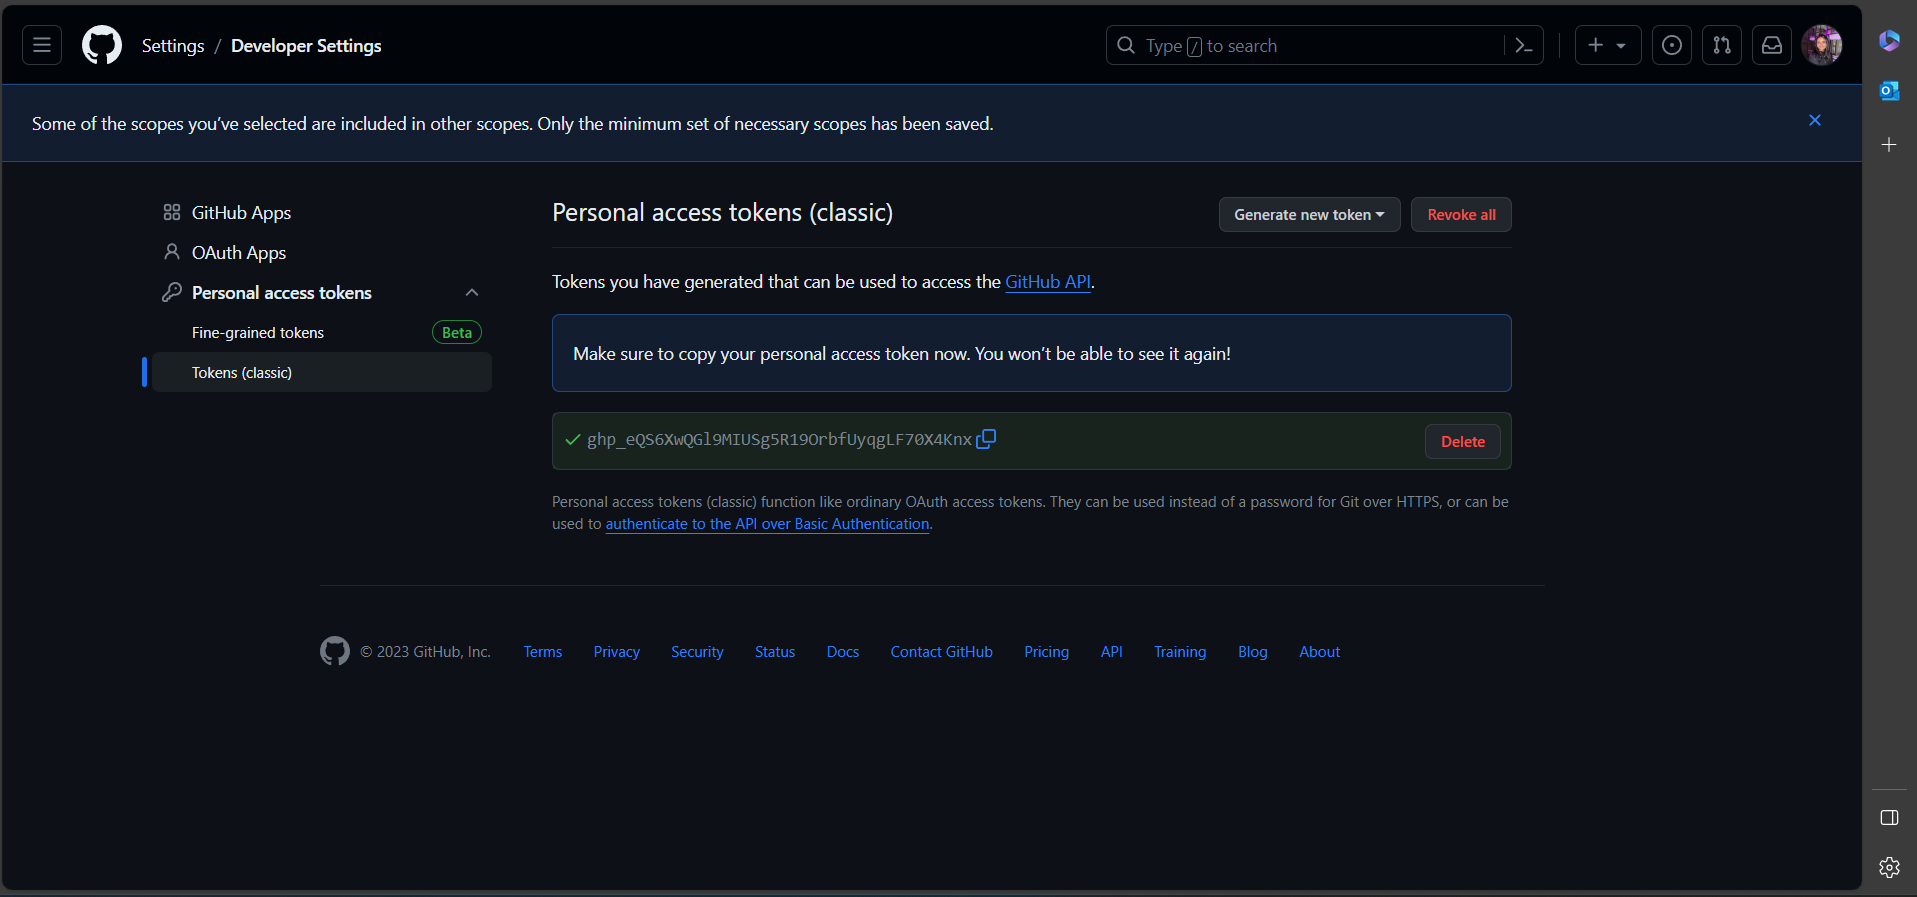 Settings / Developer Settings
Type / to search
Some of the scopes you've selected are included in other scopes. Only the minimum set of necessary scopes has been saved.
GitHub Apps
OAuth Apps
Personal access tokens
Fine-grained tokens Beta
Tokens (classic)
Personal access tokens (classic)
Generate new token
Revoke all
Tokens you have generated that can be used to access the GitHub API.
Make sure to copy your personal access token now. You won't be able to see it again!
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
Delete
Personal access tokens (classic) function like ordinary OAuth access tokens. They can be used instead of a password for Git over HTTPS, or can be
used to authenticate to the API over Basic Authentication.
© 2023 GitHub, Inc. Terms Privacy Security Status Docs Contact GitHub Pricing API Training Blog About